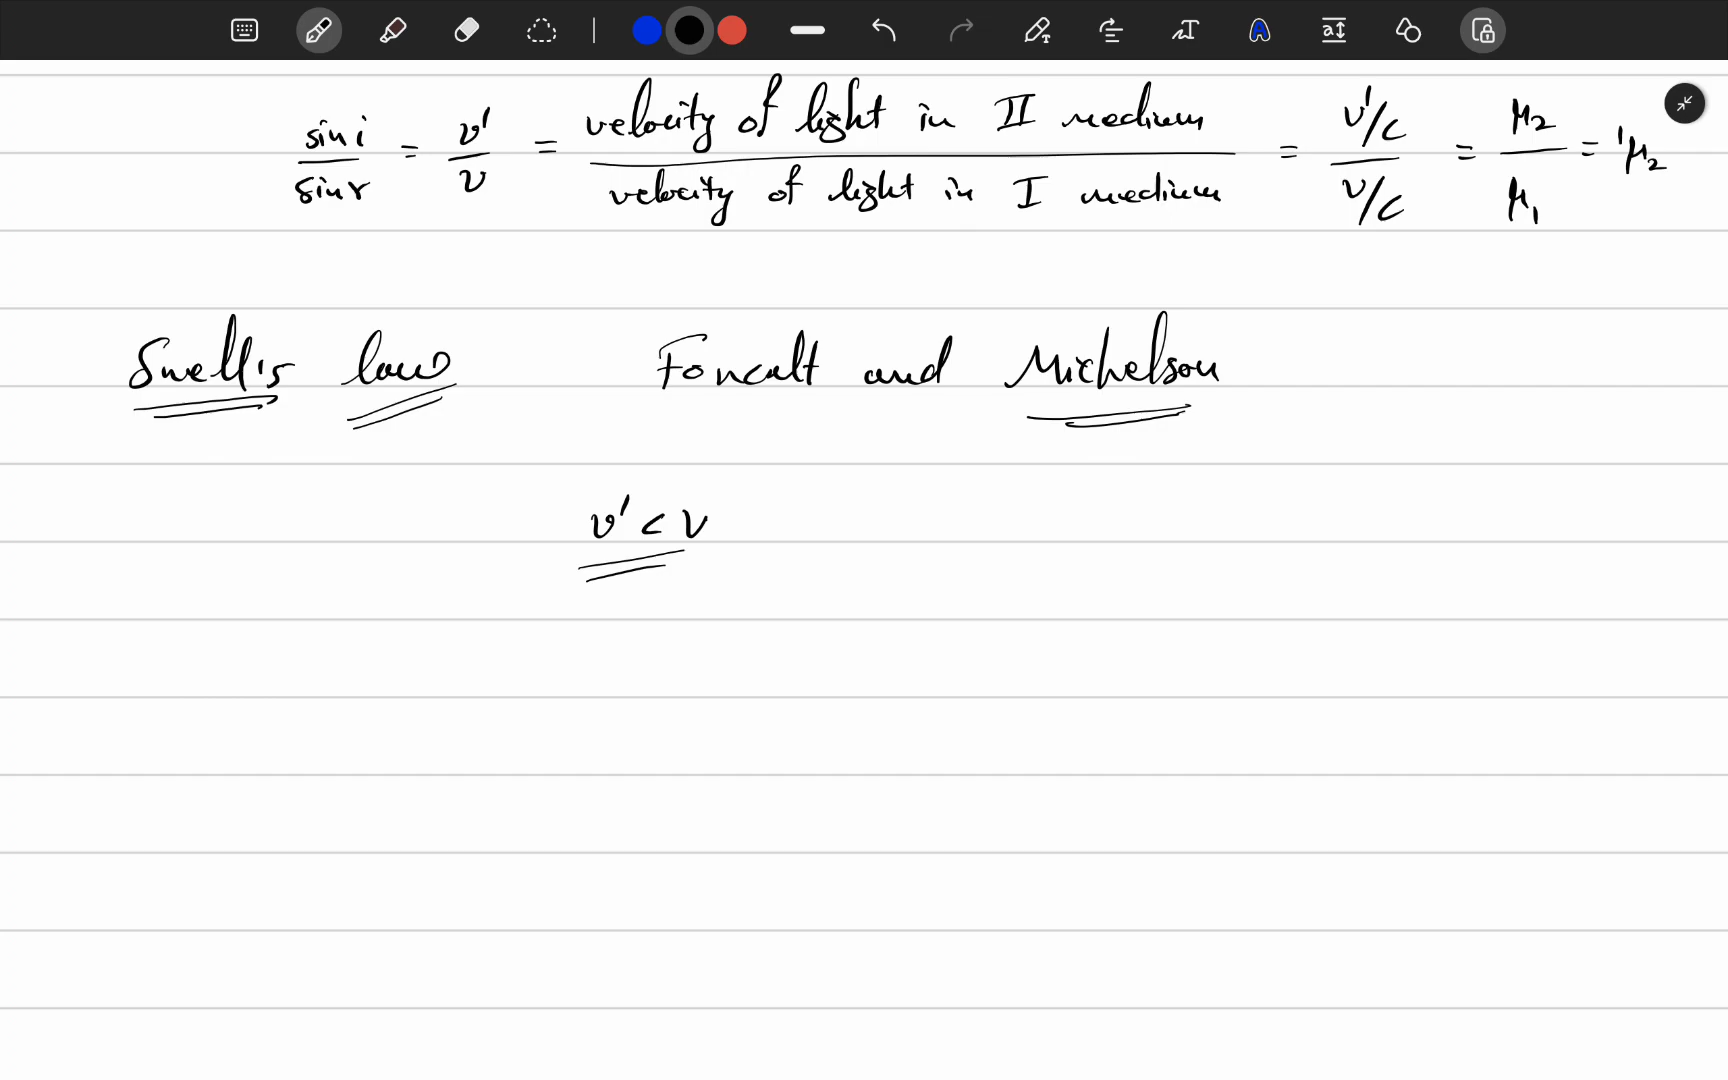 sin i / sin r = v' / v = velocity of light in II medium / velocity of light in I medium = v'/c / v/c = μ₂ / μ₁ = ¹μ₂
Snell's law Foncalt and Michelson
v' < v